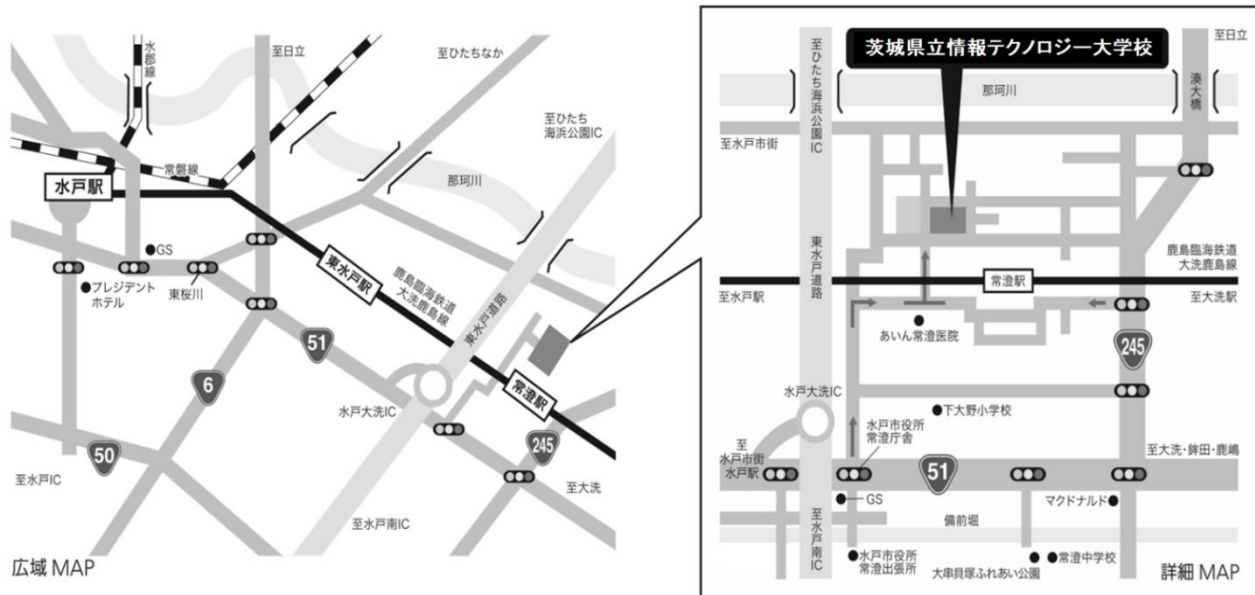 水郡線
至日立
至ひたちなか
至ひたち
海浜公園IC
常磐線
水戸駅
那珂川
GS
東桜川
プレジデント
ホテル
東水戸駅
鹿島臨海鉄道
大洗鹿島線
東水戸道路
51
6
水戸大洗IC
常澄駅
50
245
至水戸IC
至大洗
至水戸南IC
広域 MAP
茨城県立情報テクノロジー大学校
至日立
至ひたち海浜公園IC
那珂川
湊大橋
至水戸市街
東水戸道路
鹿島臨海鉄道
大洗鹿島線
常澄駅
至水戸駅
至大洗駅
あいん常澄医院
245
水戸大洗IC
下大野小学校
水戸市役所
常澄庁舎
至
水戸市街
水戸駅
至大洗・鉾田・鹿嶋
51
GS
マクドナルド
備前堀
至水戸南IC
水戸市役所
常澄出張所
常澄中学校
大串貝塚ふれあい公園
詳細 MAP